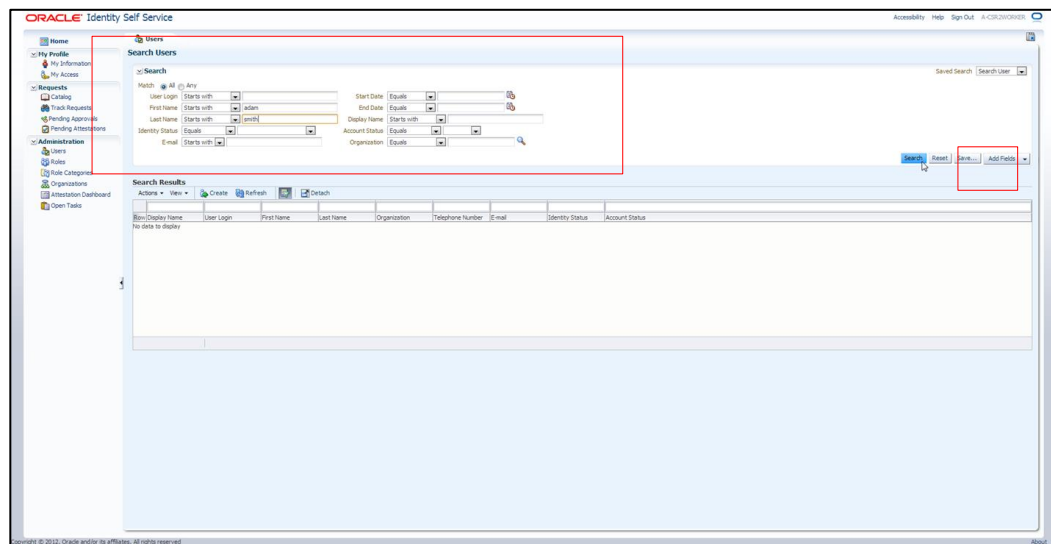 ORACLE Identity Self Service
Accessibility Help Sign Out A-CSR2WORKER
Home
My Profile
My Information
My Access
Requests
Catalog
Track Requests
Pending Approvals
Pending Attestations
Administration
Users
Roles
Role Categories
Organizations
Attestation Dashboard
Open Tasks
Users
Search Users
Search
Saved Search Search User
Match All Any
User Login Starts with Start Date Equals
First Name Starts with adam End Date Equals
Last Name Starts with smith Display Name Starts with
Identity Status Equals Account Status Equals
E-mail Starts with Organization Equals
Search Reset Save... Add Fields
Search Results
Actions View Create Refresh Detach
Row Display Name User Login First Name Last Name Organization Telephone Number E-mail Identity Status Account Status
No data to display
Copyright © 2012, Oracle and/or its affiliates. All rights reserved
About